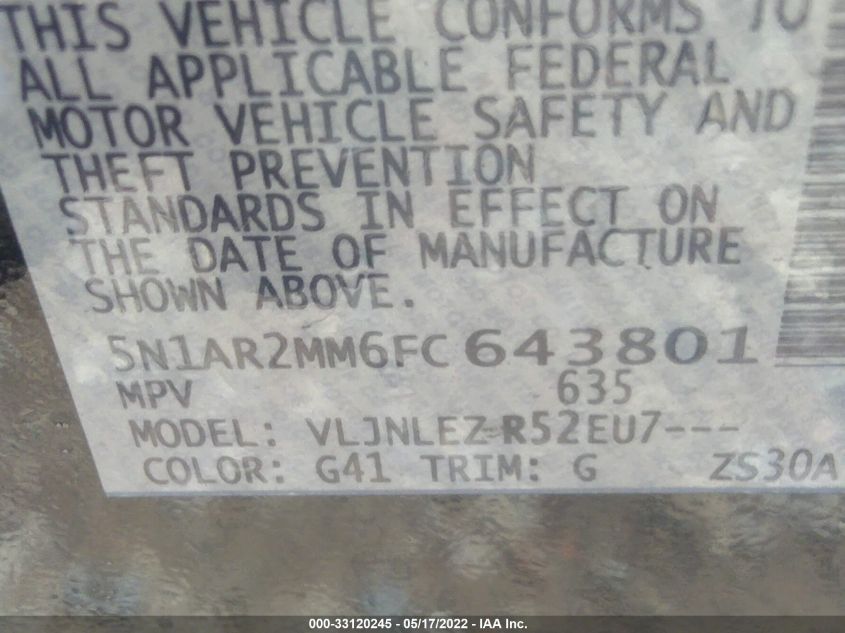 THIS VEHICLE CONFORMS TO
ALL APPLICABLE FEDERAL
MOTOR VEHICLE SAFETY AND
THEFT PREVENTION
STANDARDS IN EFFECT ON
THE DATE OF MANUFACTURE
SHOWN ABOVE.
5N1AR2MM6FC643801
MPV 635
MODEL: VLJNLEZ-R52EU7---
COLOR: G41 TRIM: G ZS30A
000-33120245 - 05/17/2022 - IAA Inc.